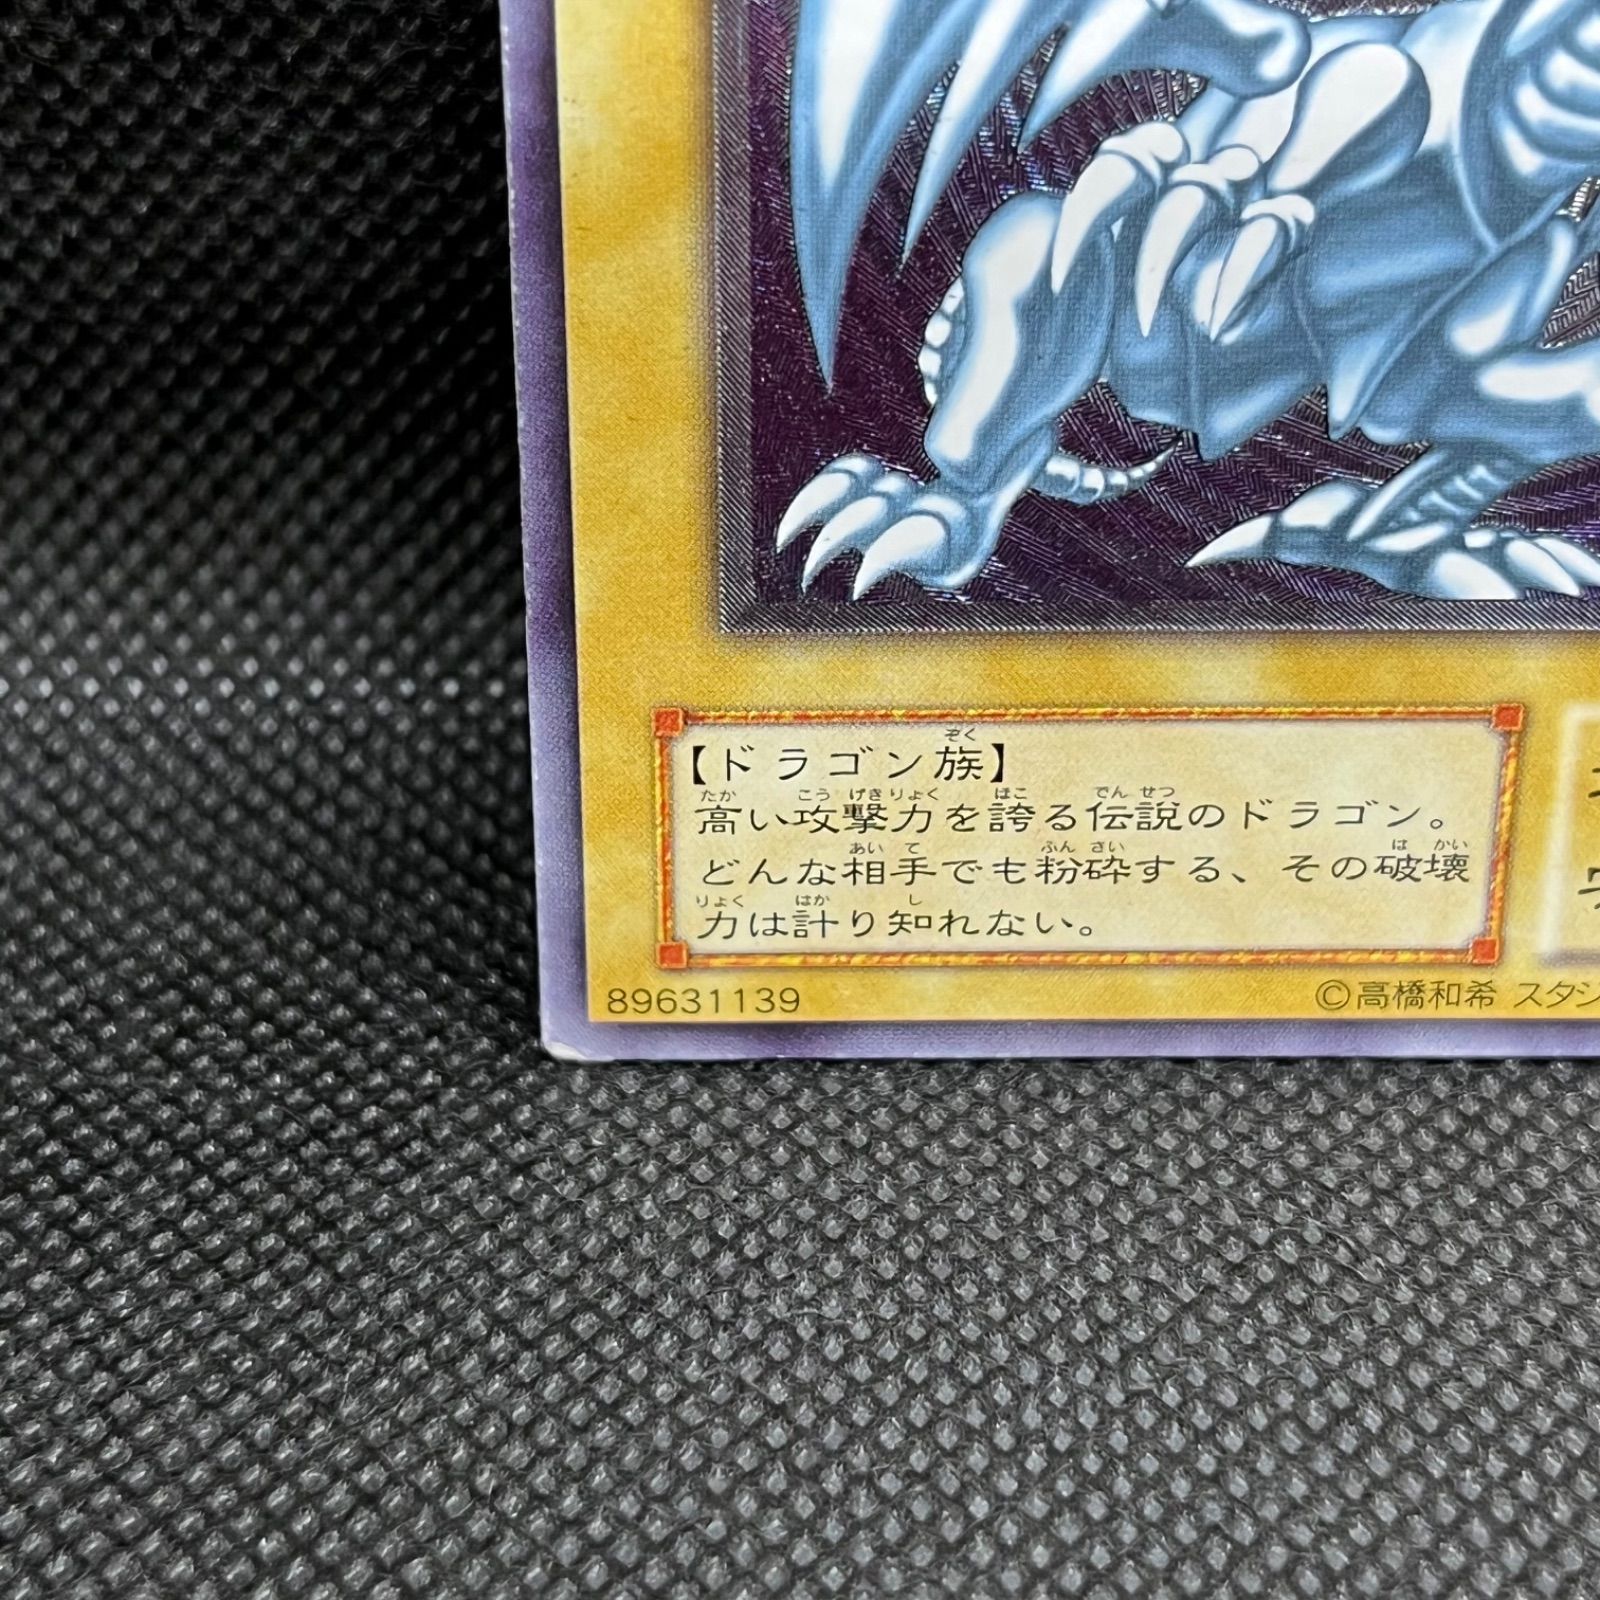 【ドラゴン族】
高い攻撃力を誇る伝説のドラゴン。
どんな相手でも粉砕する、その破壊
力は計り知れない。
89631139
©高橋和希 スタジ